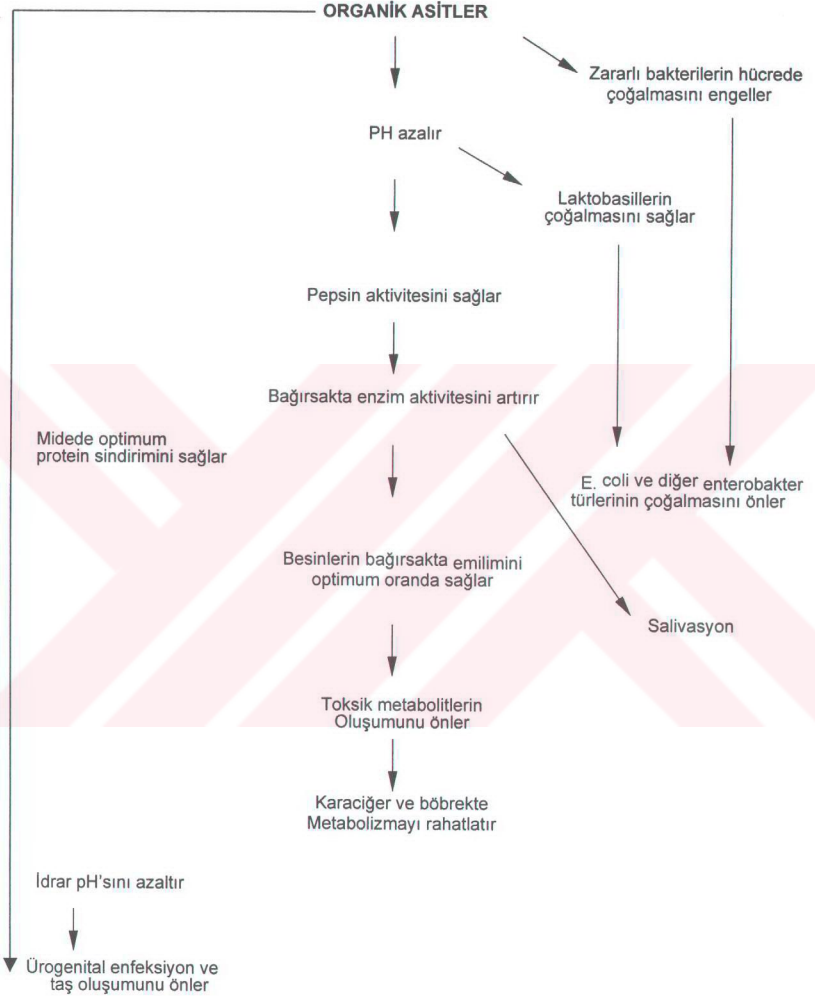 ORGANİK ASİTLER
Zararlı bakterilerin hücrede
çoğalmasını engeller
PH azalır
Laktobasillerin
çoğalmasını sağlar
Pepsin aktivitesini sağlar
Bağırsakta enzim aktivitesini artırır
Midede optimum
protein sindirimini sağlar
E. coli ve diğer enterobakter
türlerinin çoğalmasını önler
Besinlerin bağırsakta emilimini
optimum oranda sağlar
Salivasyon
Toksik metabolitlerin
Oluşumunu önler
Karaciğer ve böbrekte
Metabolizmayı rahatlatır
İdrar pH'sını azaltır
Ürogenital enfeksiyon ve
taş oluşumunu önler